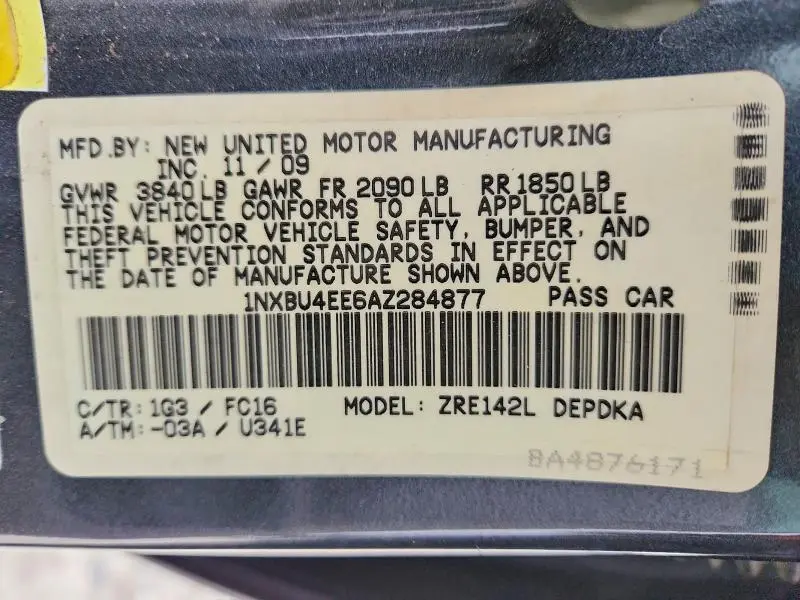 MFD.BY: NEW UNITED MOTOR MANUFACTURING
INC. 11 / 09
GVWR 3840 LB GAWR FR 2090 LB RR 1850 LB
THIS VEHICLE CONFORMS TO ALL APPLICABLE
FEDERAL MOTOR VEHICLE SAFETY, BUMPER, AND
THEFT PREVENTION STANDARDS IN EFFECT ON
THE DATE OF MANUFACTURE SHOWN ABOVE.
1NXBU4EE6AZ284877 PASS CAR
C/TR: 1G3 / FC16 MODEL: ZRE142L DEPDKA
A/TM: -03A / U341E
BA4876171